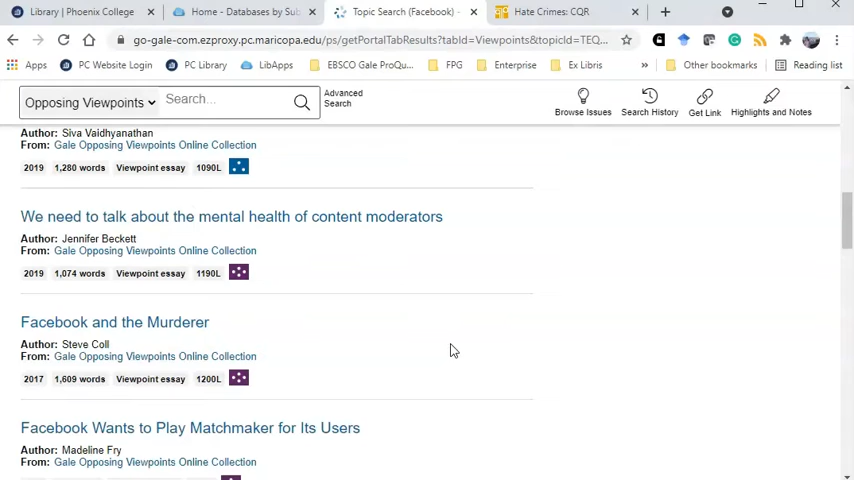 Library | Phoenix College
Home - Databases by Sub
Topic Search (Facebook) -
Hate Crimes: CQR
go-gale-com.ezproxy.pc.maricopa.edu/ps/getPortalTabResults?tabId=Viewpoints&topicId=TEQ...
Apps PC Website Login PC Library LibApps EBSCO Gale ProQu... FPG Enterprise Ex Libris » Other bookmarks Reading list
Opposing Viewpoints Search... Advanced Search
Browse Issues Search History Get Link Highlights and Notes
Author: Siva Vaidhyanathan
From: Gale Opposing Viewpoints Online Collection
2019 1,280 words Viewpoint essay 1090L
We need to talk about the mental health of content moderators
Author: Jennifer Beckett
From: Gale Opposing Viewpoints Online Collection
2019 1,074 words Viewpoint essay 1190L
Facebook and the Murderer
Author: Steve Coll
From: Gale Opposing Viewpoints Online Collection
2017 1,609 words Viewpoint essay 1200L
Facebook Wants to Play Matchmaker for Its Users
Author: Madeline Fry
From: Gale Opposing Viewpoints Online Collection